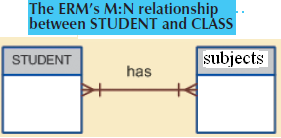 The ERM's M:N relationship
between STUDENT and CLASS
STUDENT
has
subjects